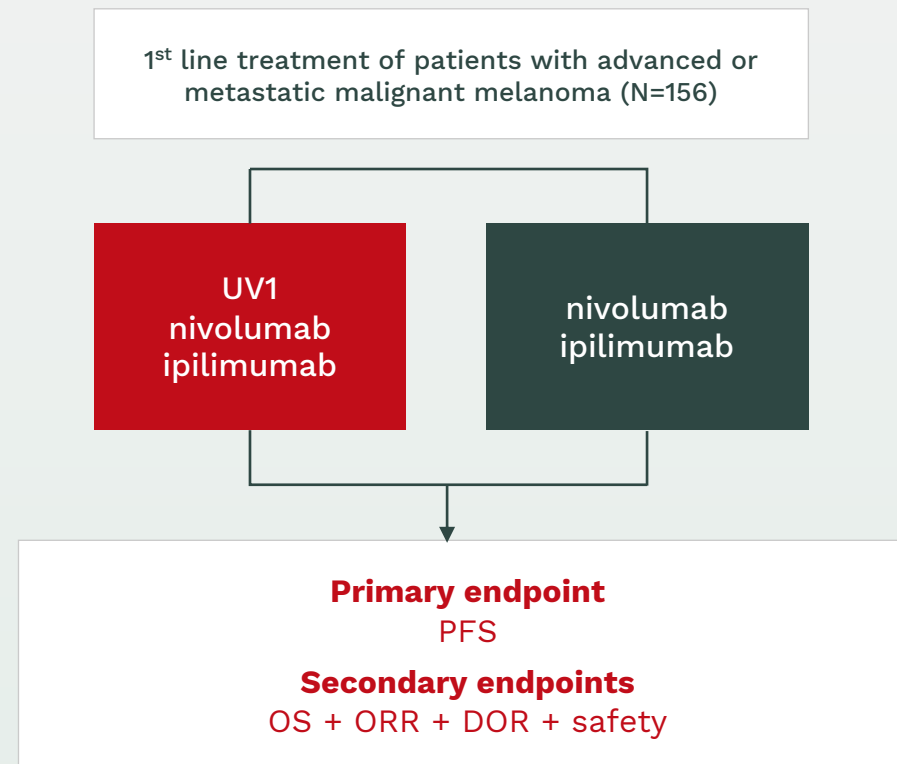 1st line treatment of patients with advanced or
metastatic malignant melanoma (N=156)
UV1
nivolumab
ipilimumab
nivolumab
ipilimumab
Primary endpoint
PFS
Secondary endpoints
OS + ORR + DOR + safety